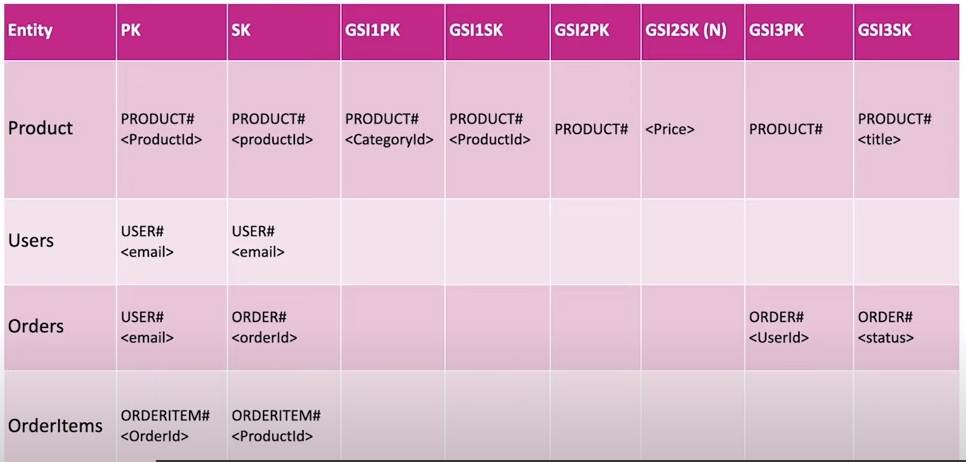 Entity PK SK GSI1PK GSI1SK GSI2PK GSI2SK (N) GSI3PK GSI3SK
Product
PRODUCT#
<ProductId>
PRODUCT#
<productId>
PRODUCT#
<CategoryId>
PRODUCT#
<ProductId>
PRODUCT#
<Price>
PRODUCT#
PRODUCT#
<title>
Users
USER#
<email>
USER#
<email>
Orders
USER#
<email>
ORDER#
<orderId>
ORDER#
<UserId>
ORDER#
<status>
OrderItems
ORDERITEM#
<OrderId>
ORDERITEM#
<ProductId>